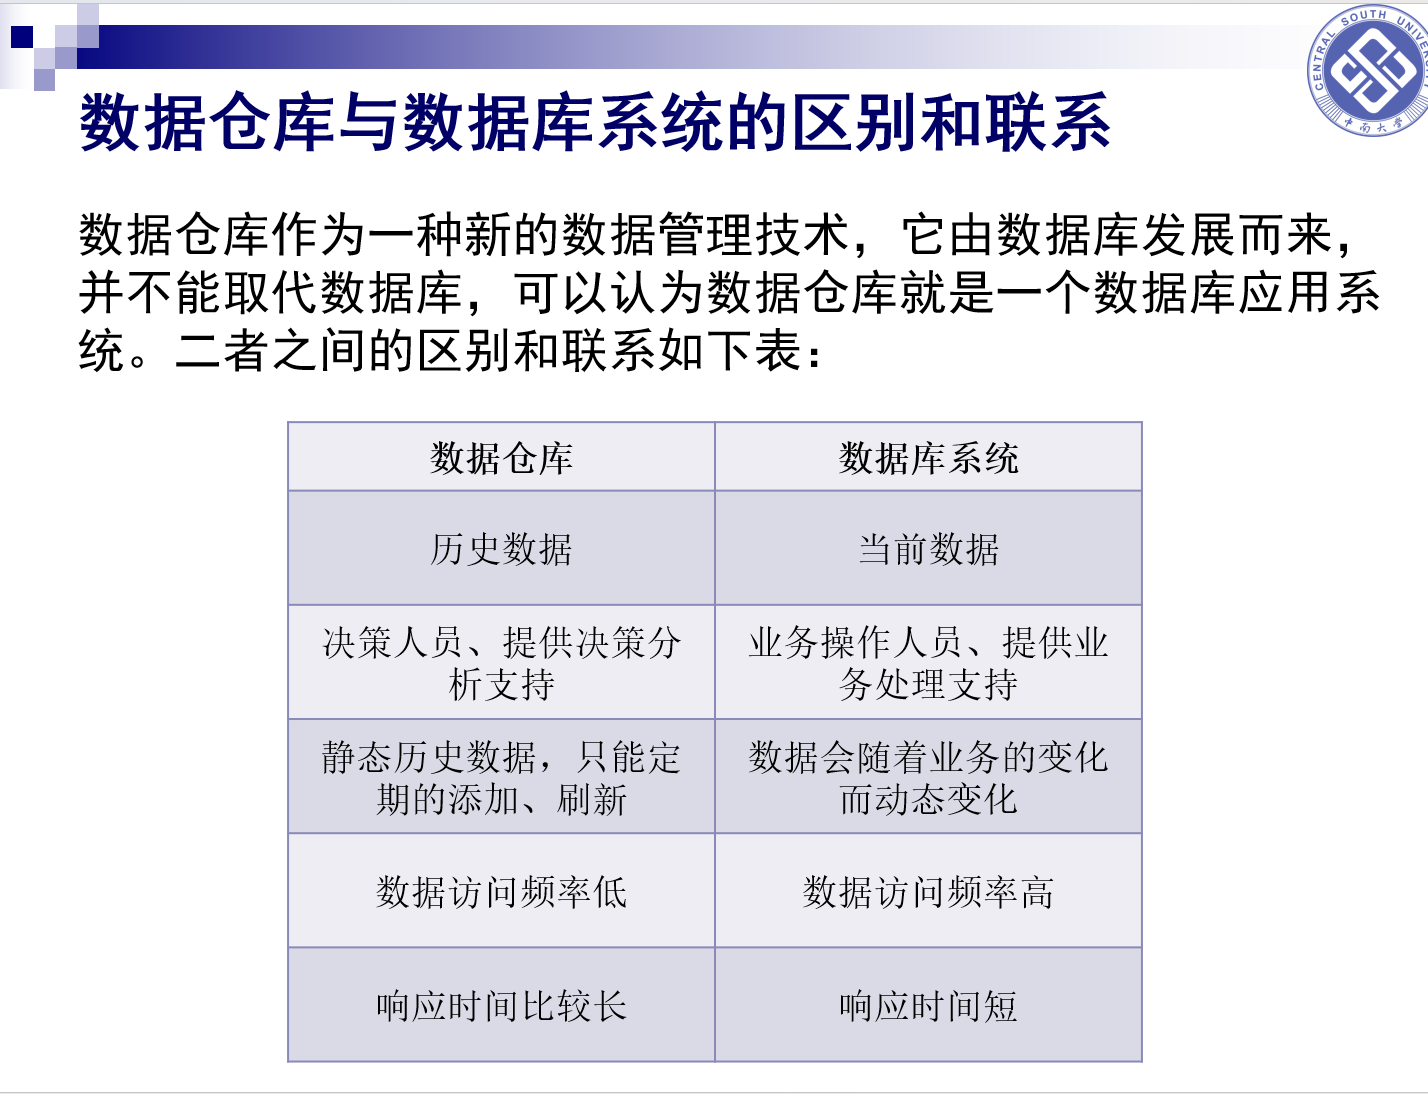 CENTRAL SOUTH UNIVERSITY
中南大学
数据仓库与数据库系统的区别和联系
数据仓库作为一种新的数据管理技术，它由数据库发展而来，
并不能取代数据库，可以认为数据仓库就是一个数据库应用系
统。二者之间的区别和联系如下表：
数据仓库
数据库系统
历史数据
当前数据
决策人员、提供决策分
析支持
业务操作人员、提供业
务处理支持
静态历史数据，只能定
期的添加、刷新
数据会随着业务的变化
而动态变化
数据访问频率低
数据访问频率高
响应时间比较长
响应时间短